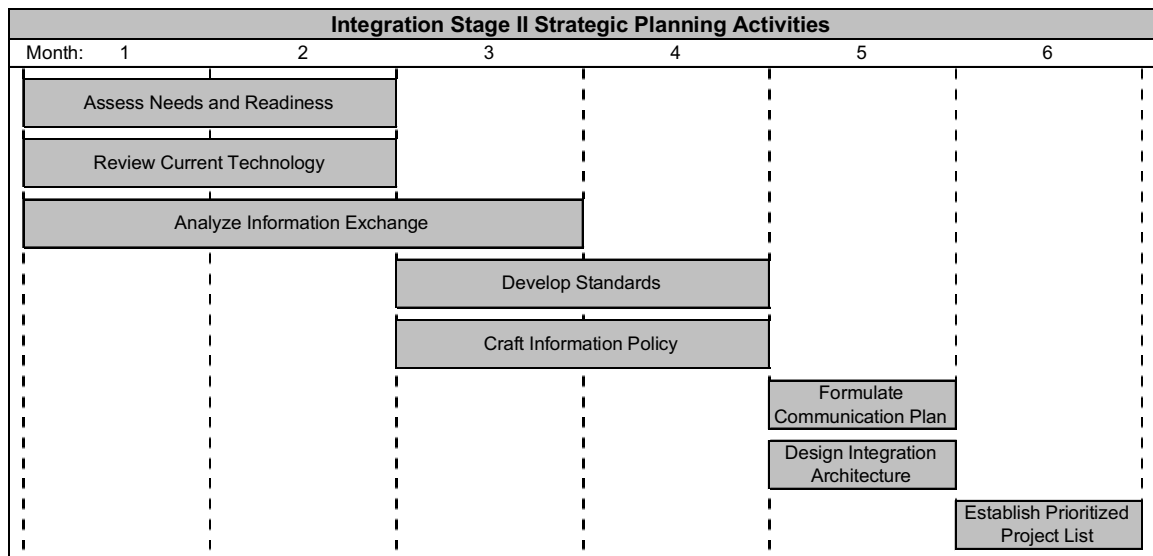 Integration Stage II Strategic Planning Activities
Month: 1 2 3 4 5 6
Assess Needs and Readiness
Review Current Technology
Analyze Information Exchange
Develop Standards
Craft Information Policy
Formulate
Communication Plan
Design Integration
Architecture
Establish Prioritized
Project List